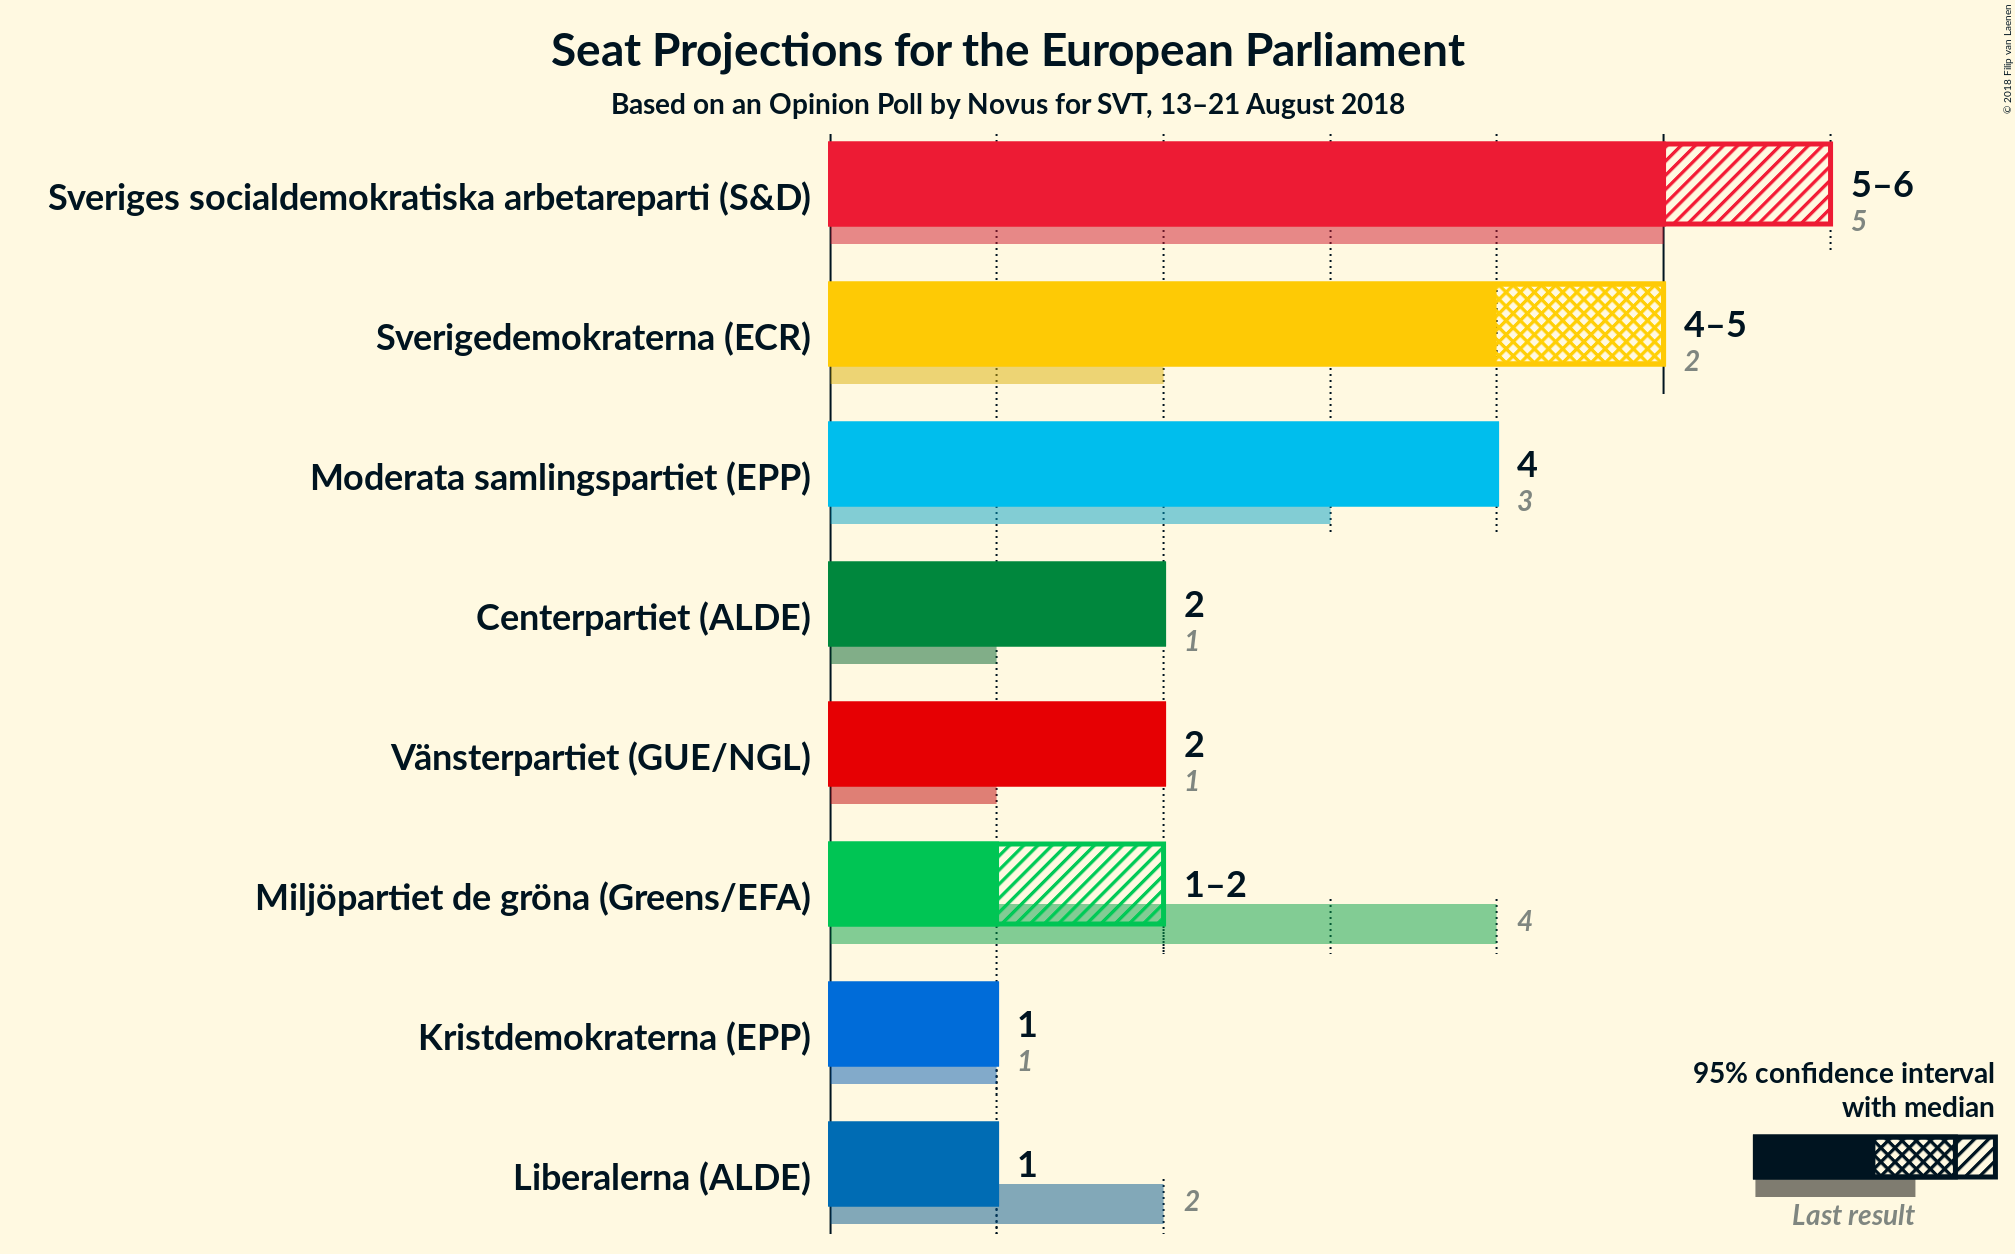 Seat Projections for the European Parliament
Based on an Opinion Poll by Novus for SVT, 13–21 August 2018
© 2018 Filip van Laenen
Sveriges socialdemokratiska arbetareparti (S&D)
5–6
5
Sverigedemokraterna (ECR)
4–5
2
Moderata samlingspartiet (EPP)
4
3
Centerpartiet (ALDE)
2
1
Vänsterpartiet (GUE/NGL)
2
1
Miljöpartiet de gröna (Greens/EFA)
1–2
4
Kristdemokraterna (EPP)
1
1
Liberalerna (ALDE)
1
2
95% confidence interval
with median
Last result